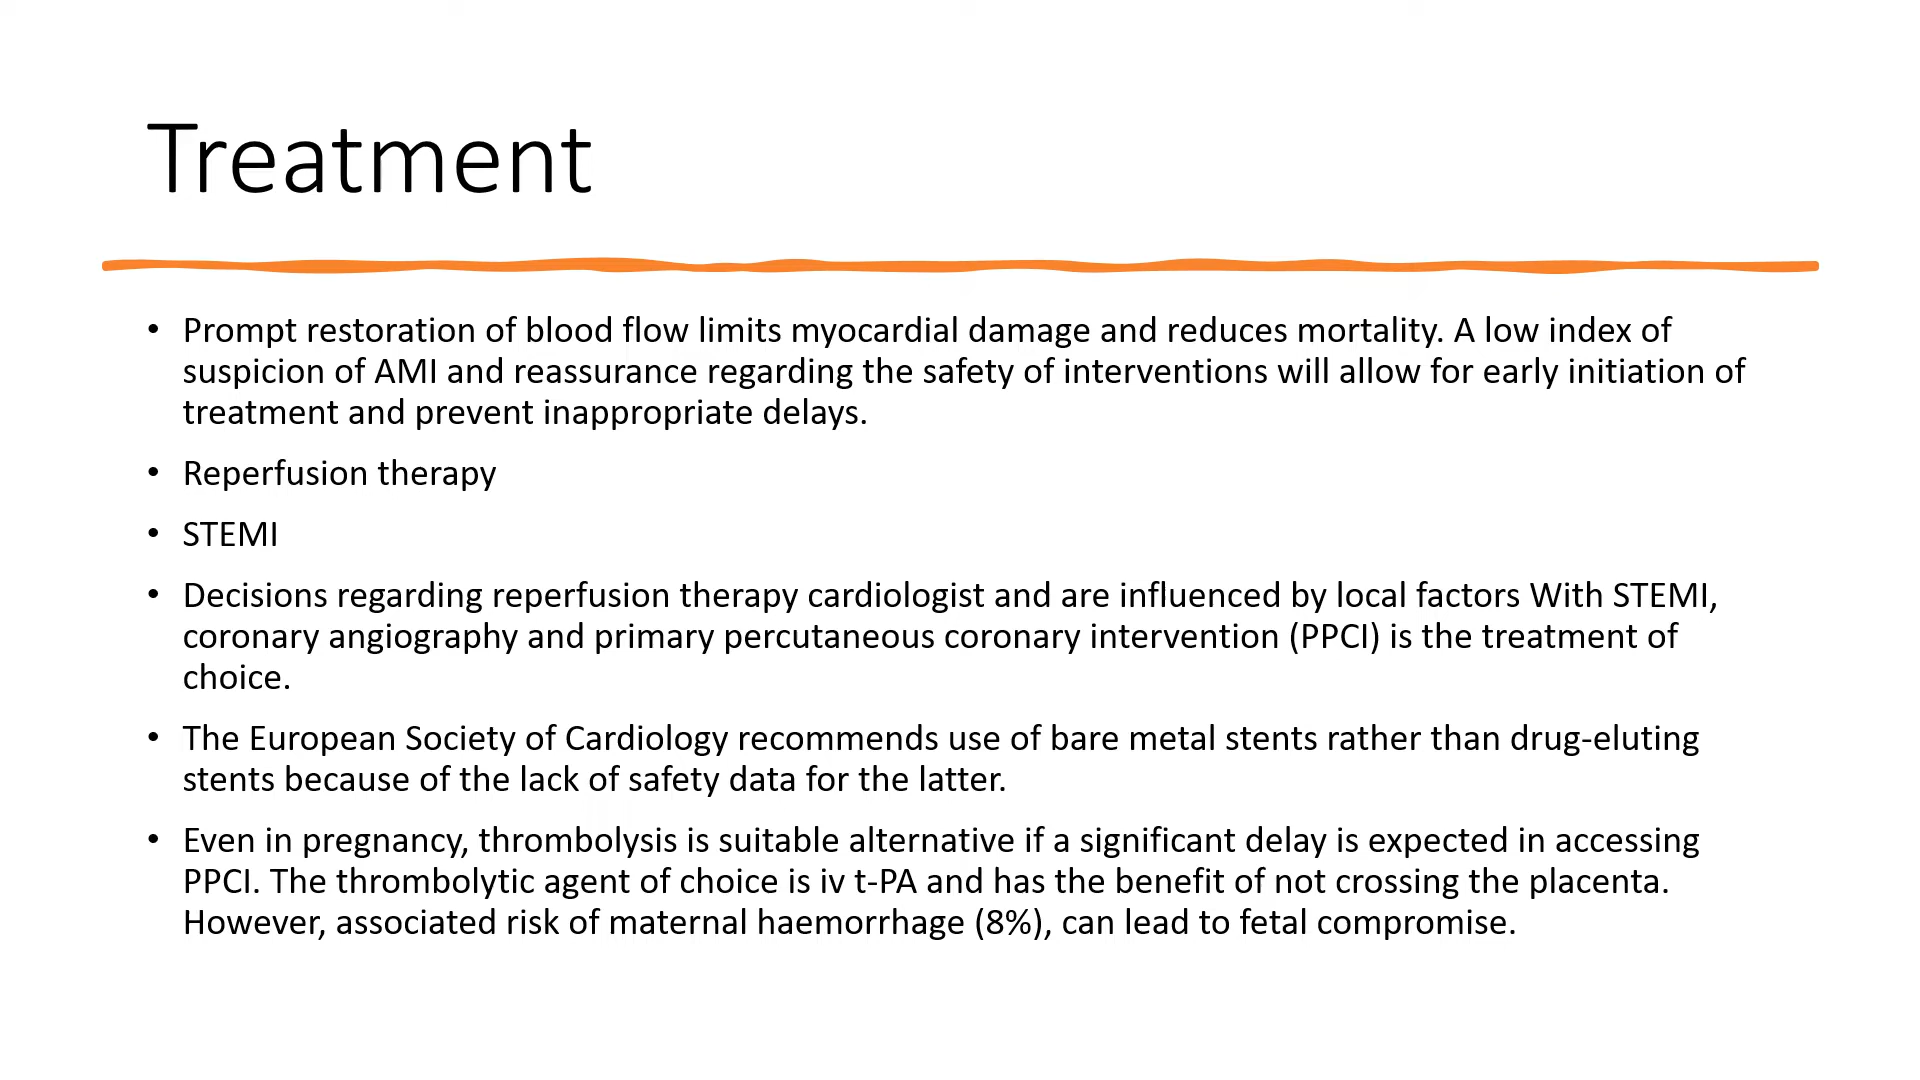 Treatment
• Prompt restoration of blood flow limits myocardial damage and reduces mortality. A low index of
suspicion of AMI and reassurance regarding the safety of interventions will allow for early initiation of
treatment and prevent inappropriate delays.
• Reperfusion therapy
• STEMI
• Decisions regarding reperfusion therapy cardiologist and are influenced by local factors With STEMI,
coronary angiography and primary percutaneous coronary intervention (PPCI) is the treatment of
choice.
• The European Society of Cardiology recommends use of bare metal stents rather than drug-eluting
stents because of the lack of safety data for the latter.
• Even in pregnancy, thrombolysis is suitable alternative if a significant delay is expected in accessing
PPCI. The thrombolytic agent of choice is iv t-PA and has the benefit of not crossing the placenta.
However, associated risk of maternal haemorrhage (8%), can lead to fetal compromise.